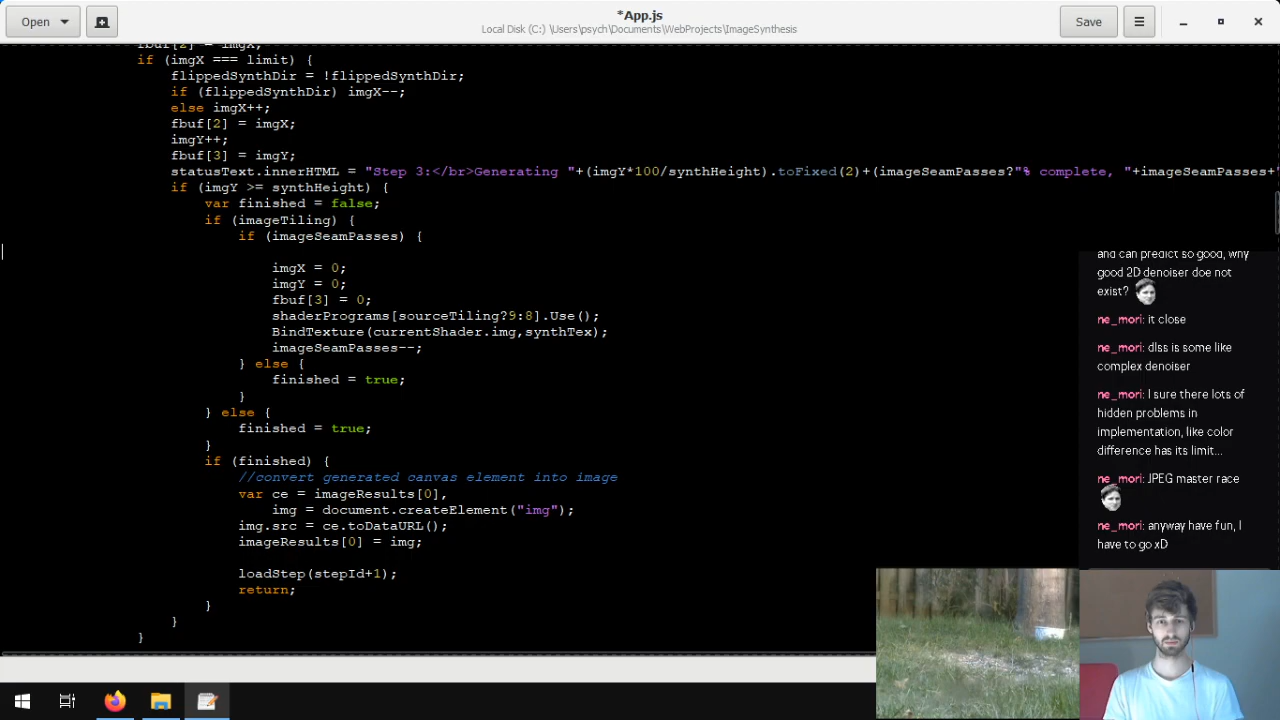 Open
*App.js
Local Disk (C:) \Users\psych\Documents\WebProjects\ImageSynthesis
Save
fbuf[2] = imgX;
if (imgX === limit) {
flippedSynthDir = !flippedSynthDir;
if (flippedSynthDir) imgX--;
else imgX++;
fbuf[2] = imgX;
imgY++;
fbuf[3] = imgY;
statusText.innerHTML = "Step 3:</br>Generating "+(imgY*100/synthHeight).toFixed(2)+(imageSeamPasses?"% complete, "+imageSeamPasses+"
if (imgY >= synthHeight) {
var finished = false;
if (imageTiling) {
if (imageSeamPasses) {
imgX = 0;
imgY = 0;
fbuf[3] = 0;
shaderPrograms[sourceTiling?9:8].Use();
BindTexture(currentShader.img,synthTex);
imageSeamPasses--;
} else {
finished = true;
}
} else {
finished = true;
}
if (finished) {
//convert generated canvas element into image
var ce = imageResults[0],
img = document.createElement("img");
img.src = ce.toDataURL();
imageResults[0] = img;
loadStep(stepId+1);
return;
}
}
}
and can predict so good, why
good 2D denoiser doe not
exist?
ne_mori: it close
ne_mori: dlss is some like
complex denoiser
ne_mori: I sure there lots of
hidden problems in
implementation, like color
difference has its limit...
ne_mori: JPEG master race
ne_mori: anyway have fun, I
have to go xD